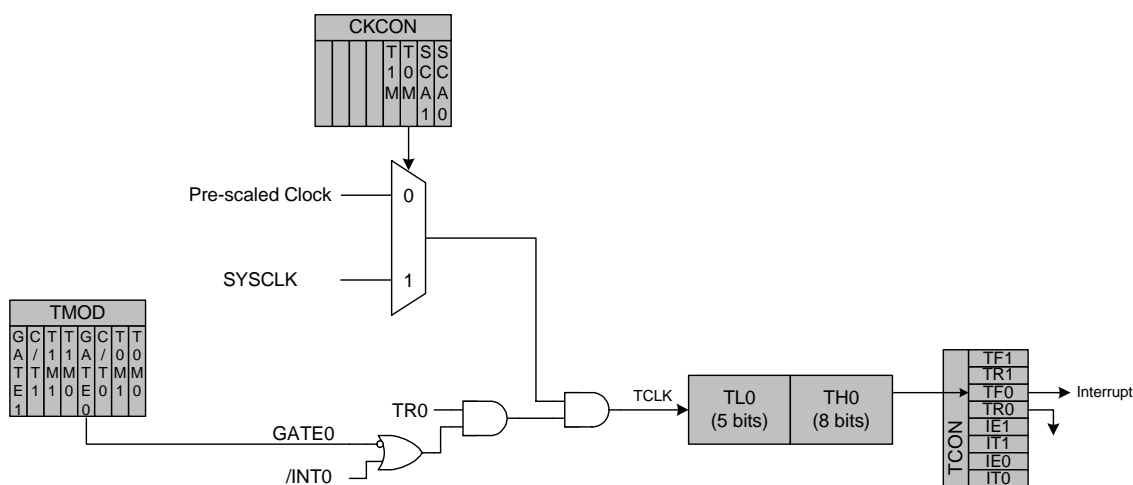 CKCON
T1M
T0M
SCA1
SCA0
Pre-scaled Clock
0
SYSCLK
1
TMOD
GATE1
C/T1
T1M1
T1M0
GATE0
C/T0
T0M1
T0M0
GATE0
/INT0
TR0
TCLK
TL0
(5 bits)
TH0
(8 bits)
TCON
TF1
TR1
TF0
TR0
IE1
IT1
IE0
IT0
Interrupt